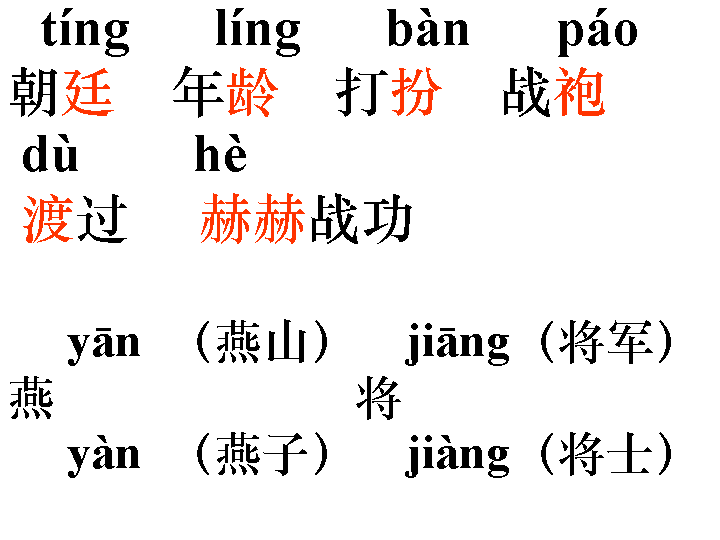 tíng líng bàn páo
朝廷 年龄 打扮 战袍
dù hè
渡过 赫赫战功
yān （燕山） jiāng（将军）
燕 将
yàn （燕子） jiàng（将士）